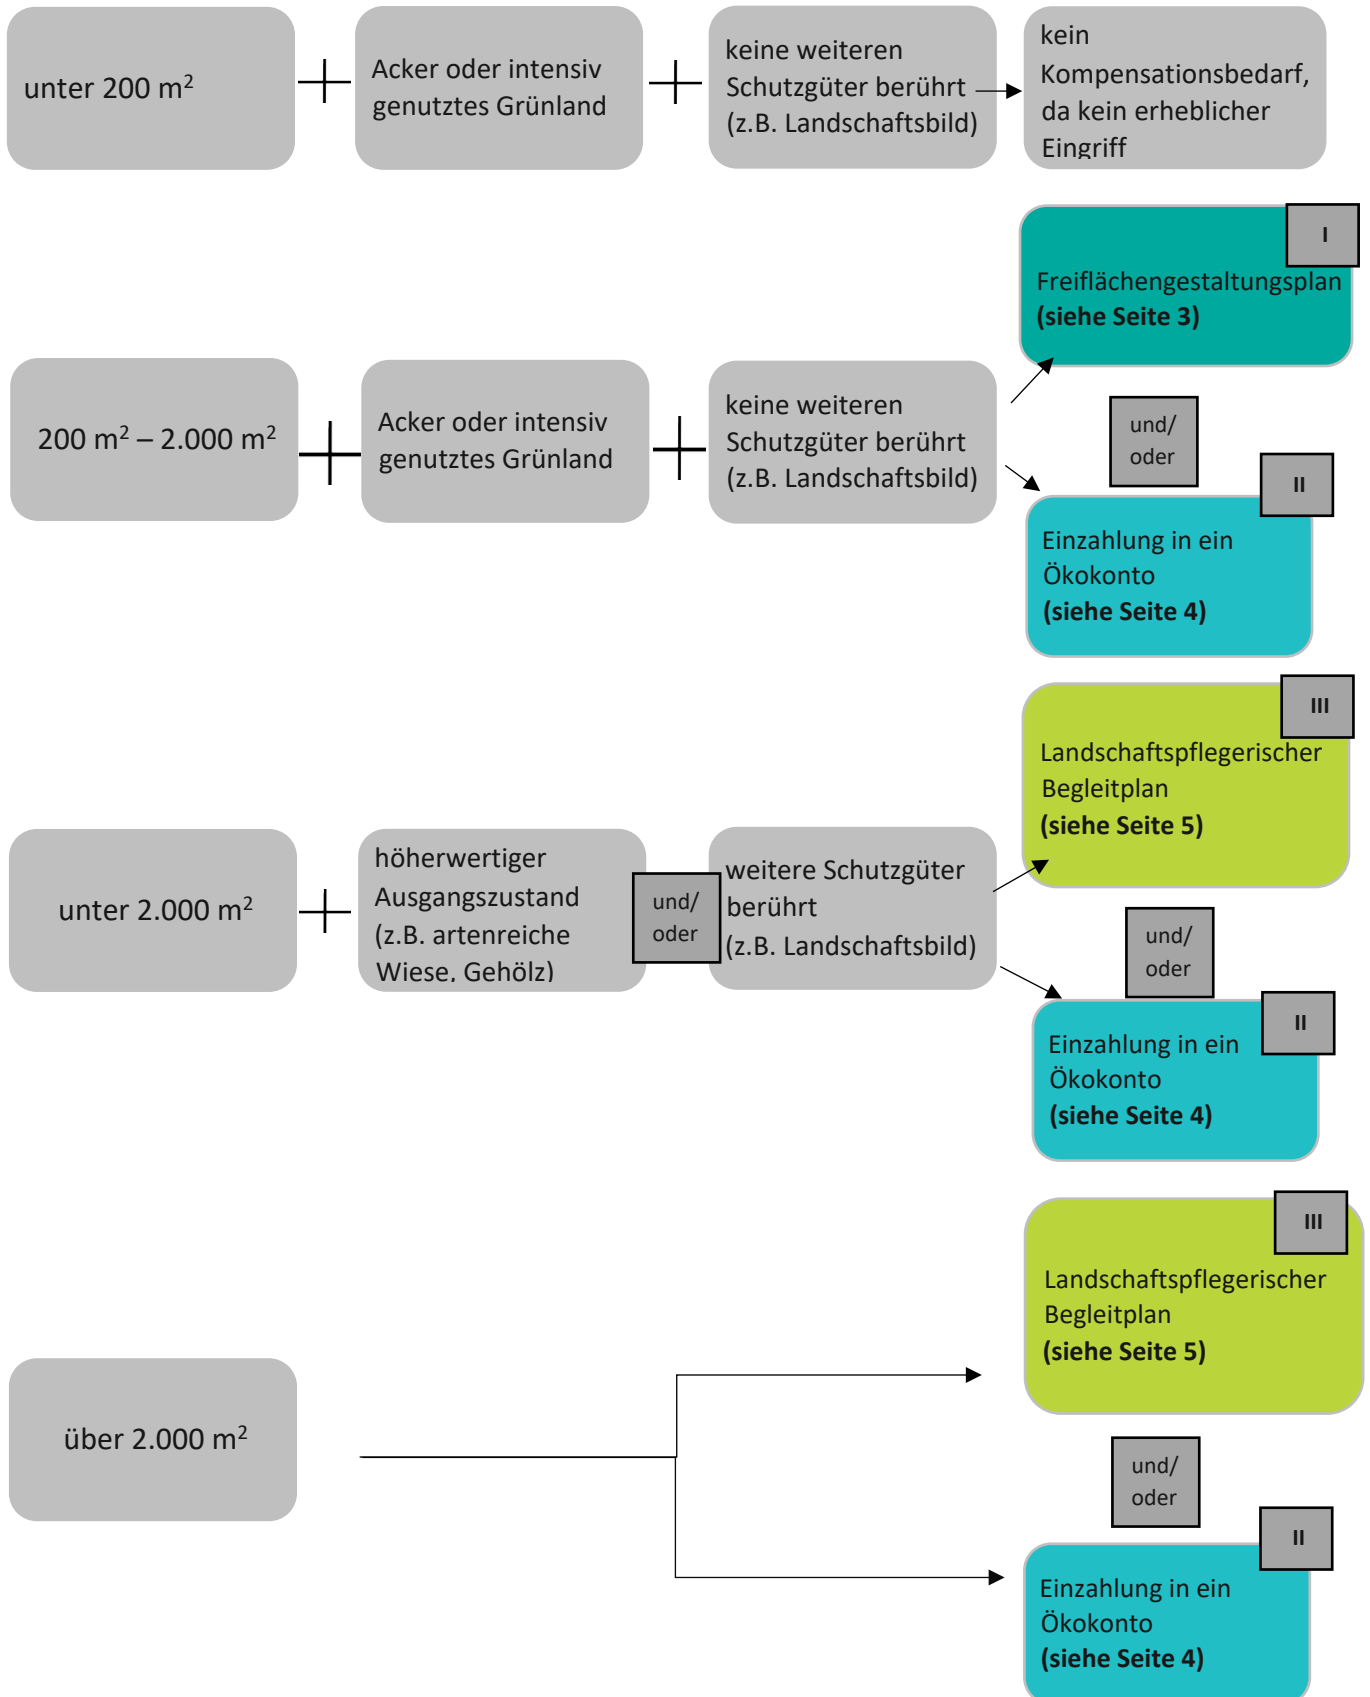 unter 200 m²
Acker oder intensiv
genutztes Grünland
keine weiteren
Schutzgüter berührt
(z.B. Landschaftsbild)
kein
Kompensationsbedarf,
da kein erheblicher
Eingriff
I
Freiflächengestaltungsplan
(siehe Seite 3)
200 m² – 2.000 m²
Acker oder intensiv
genutztes Grünland
keine weiteren
Schutzgüter berührt
(z.B. Landschaftsbild)
und/
oder
II
Einzahlung in ein
Ökokonto
(siehe Seite 4)
III
Landschaftspflegerischer
Begleitplan
(siehe Seite 5)
unter 2.000 m²
höherwertiger
Ausgangszustand
(z.B. artenreiche
Wiese, Gehölz)
und/
oder
weitere Schutzgüter
berührt
(z.B. Landschaftsbild)
und/
oder
II
Einzahlung in ein
Ökokonto
(siehe Seite 4)
III
Landschaftspflegerischer
Begleitplan
(siehe Seite 5)
über 2.000 m²
und/
oder
II
Einzahlung in ein
Ökokonto
(siehe Seite 4)